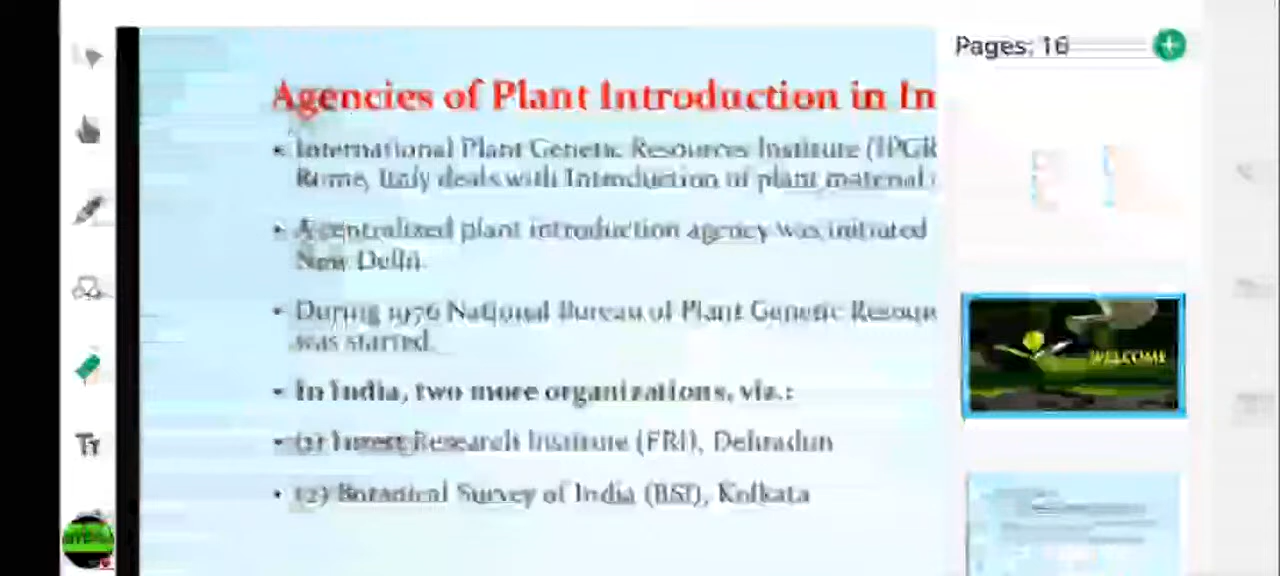 Pages: 16
Agencies of Plant Introduction in In
• International Plant Genetic Resources Institute (IPGR
Rome, Italy deals with Introduction of plant material
• A centralized plant introduction agency was initiated
New Delhi.
• During 1976 National Bureau of Plant Genetic Resour
was started.
• In India, two more organizations, viz.:
• (1) Forest Research Institute (FRI), Dehradun
• (2) Botanical Survey of India (BSI), Kolkata
WELCOME
Tr